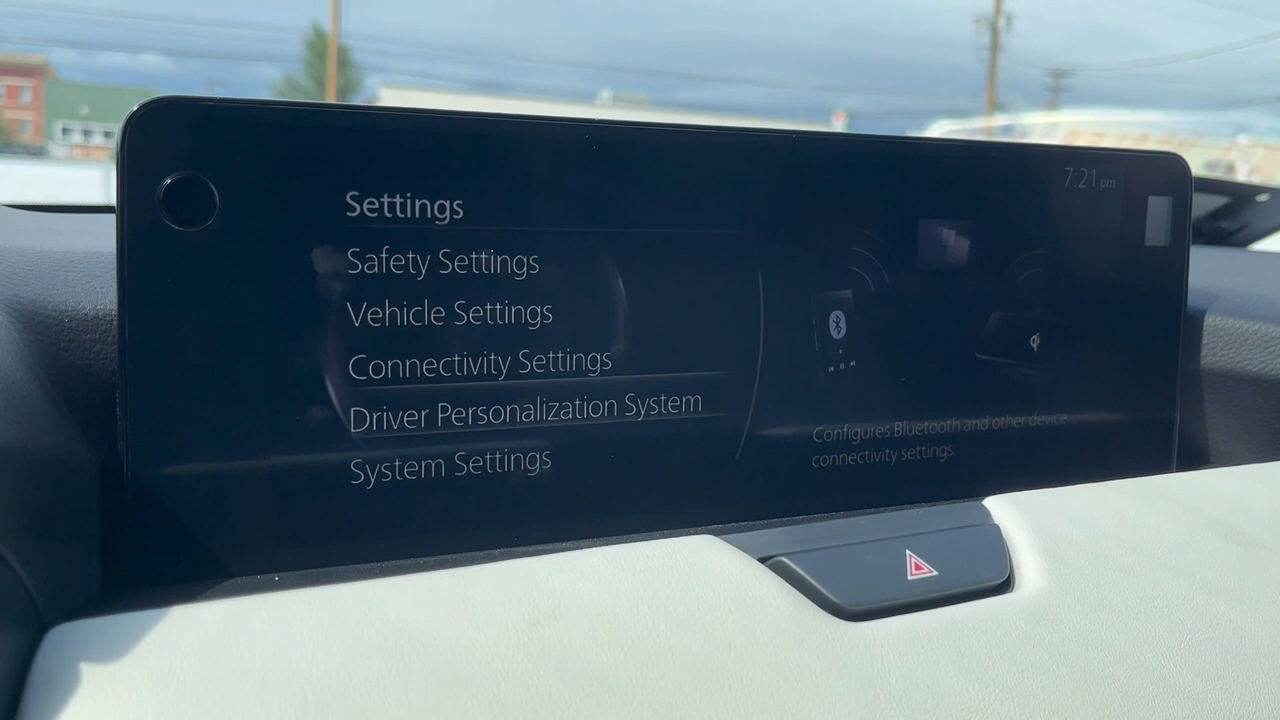 7:21 pm
Settings
Safety Settings
Vehicle Settings
Connectivity Settings
Driver Personalization System
System Settings
Configures Bluetooth and other device
connectivity settings.